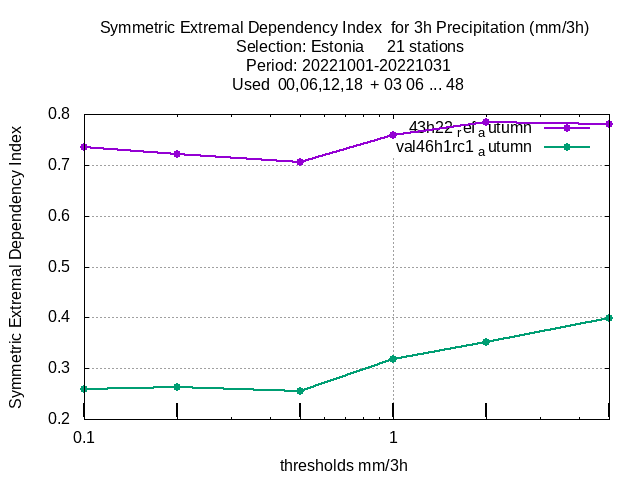 Symmetric Extremal Dependency Index  for 3h Precipitation (mm/3h)
Selection: Estonia     21 stations
Period: 20221001-20221031
Used  00,06,12,18  + 03 06 ... 48
Symmetric Extremal Dependency Index
0.8
0.7
0.6
0.5
0.4
0.3
0.2
43h22_ref_autumn
val46h1rc1_autumn
0.1
1
thresholds mm/3h